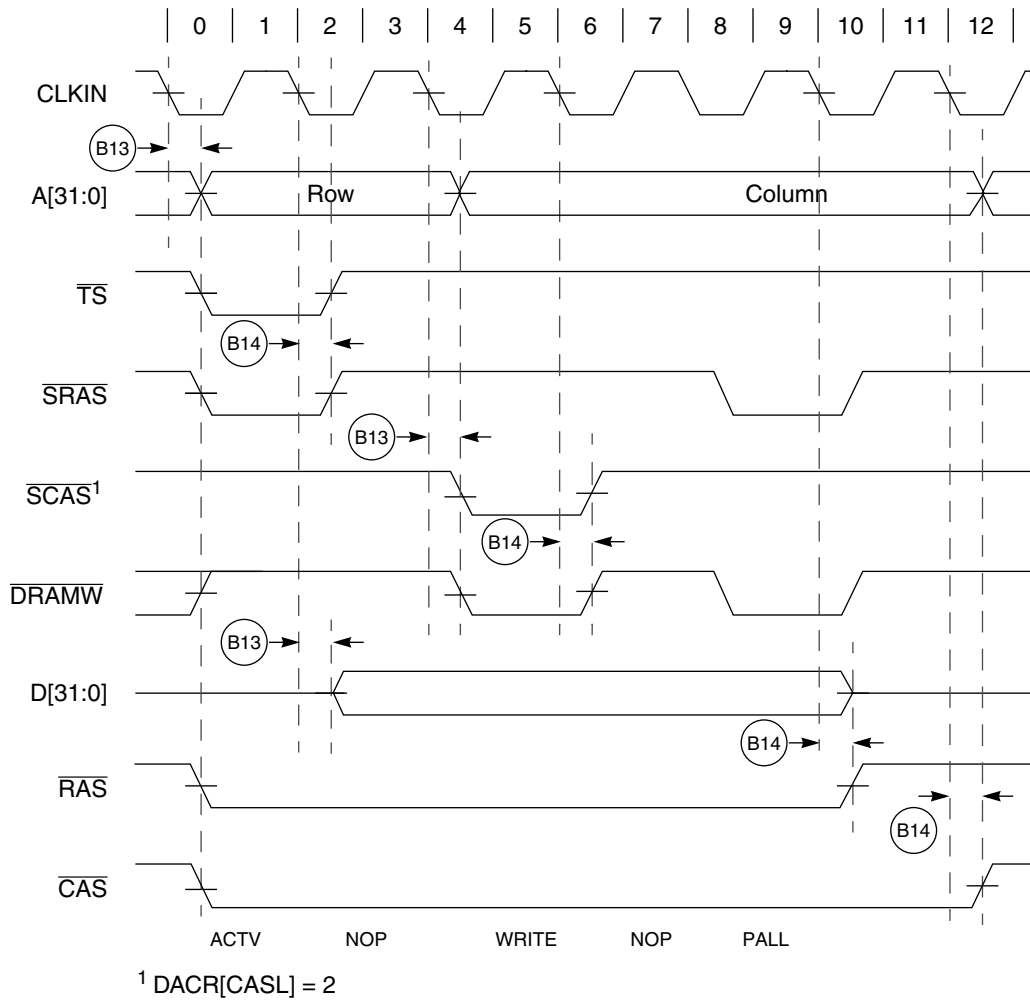 0 1 2 3 4 5 6 7 8 9 10 11 12
CLKIN
B13
A[31:0] Row Column
TS
B14
SRAS
B13
SCAS1
B14
DRAMW
B13
D[31:0]
B14
RAS
B14
CAS
ACTV NOP WRITE NOP PALL
1 DACR[CASL] = 2